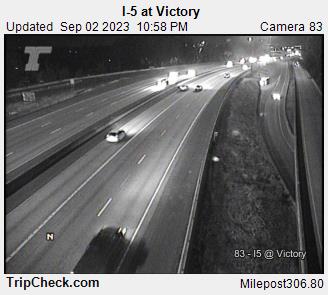 I-5 at Victory
Updated Sep 02 2023 10:58 PM Camera 83
T
N
83 - I5 @ Victory
TripCheck.com Milepost306.80